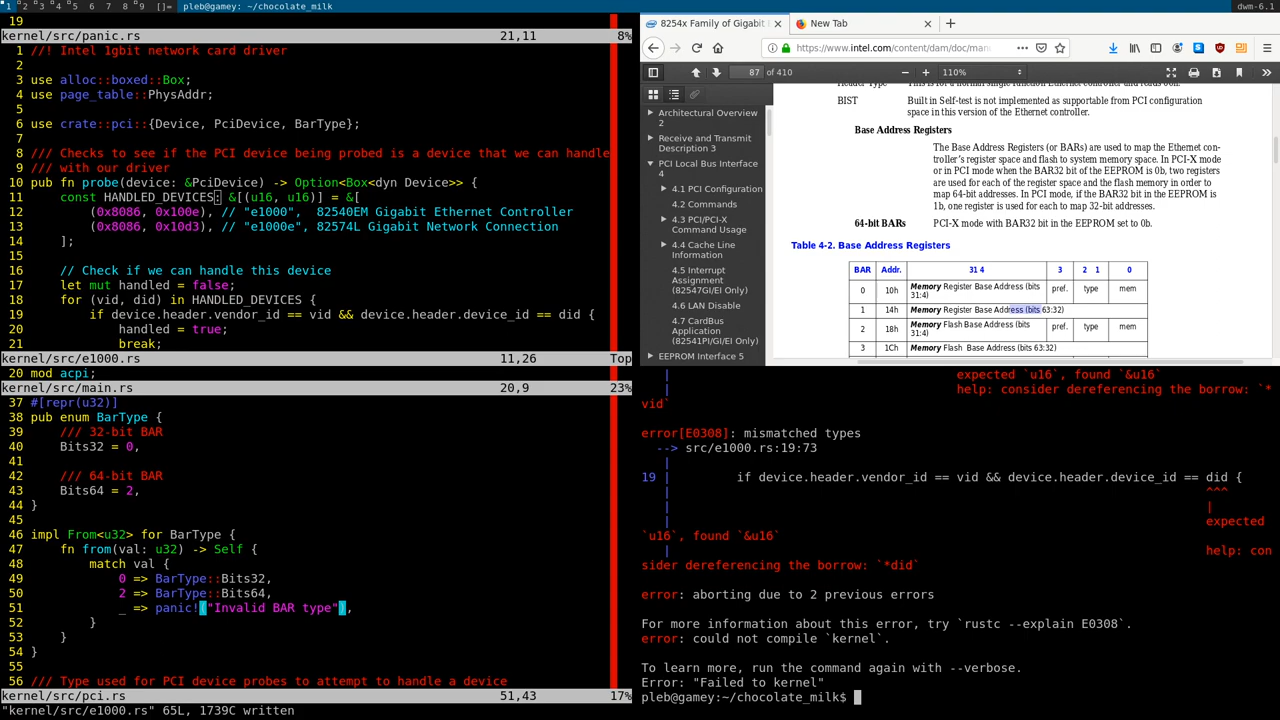 1 2 3 4 5 6 7 8 9 []= pleb@gamey: ~/chocolate_milk dwm-6.1
19
kernel/src/panic.rs 21,11 8%
1 //! Intel 1gbit network card driver
2
3 use alloc::boxed::Box;
4 use page_table::PhysAddr;
5
6 use crate::pci::{Device, PciDevice, BarType};
7
8 /// Checks to see if the PCI device being probed is a device that we can handle
9 /// with our driver
10 pub fn probe(device: &PciDevice) -> Option<Box<dyn Device>> {
11 const HANDLED_DEVICES: &[(u16, u16)] = &[
12 (0x8086, 0x100e), // "e1000", 82540EM Gigabit Ethernet Controller
13 (0x8086, 0x10d3), // "e1000e", 82574L Gigabit Network Connection
14 ];
15
16 // Check if we can handle this device
17 let mut handled = false;
18 for (vid, did) in HANDLED_DEVICES {
19 if device.header.vendor_id == vid && device.header.device_id == did {
20 handled = true;
21 break;
kernel/src/e1000.rs 11,26 Top
20 mod acpi;
kernel/src/main.rs 20,9 23%
37 #[repr(u32)]
38 pub enum BarType {
39 /// 32-bit BAR
40 Bits32 = 0,
41
42 /// 64-bit BAR
43 Bits64 = 2,
44 }
45
46 impl From<u32> for BarType {
47 fn from(val: u32) -> Self {
48 match val {
49 0 => BarType::Bits32,
50 2 => BarType::Bits64,
51 _ => panic!("Invalid BAR type"),
52 }
53 }
54 }
55
56 /// Type used for PCI device probes to attempt to handle a device
kernel/src/pci.rs 51,43 17%
"kernel/src/e1000.rs" 65L, 1739C written
8254x Family of Gigabit New Tab
https://www.intel.com/content/dam/doc/man
87 of 410 110%
Architectural Overview
2
Receive and Transmit
Description 3
PCI Local Bus Interface
4
4.1 PCI Configuration
4.2 Commands
4.3 PCI/PCI-X
Command Usage
4.4 Cache Line
Information
4.5 Interrupt
Assignment
(82547GI/EI Only)
4.6 LAN Disable
4.7 CardBus
Application
(82541PI/GI/EI Only)
EEPROM Interface 5
BIST Built in Self-test is not implemented as supportable from PCI configuration
space in this version of the Ethernet controller.
Base Address Registers
The Base Address Registers (or BARs) are used to map the Ethernet con-
troller's register space and flash to system memory space. In PCI-X mode
or in PCI mode when the BAR32 bit of the EEPROM is 0b, two registers
are used for each of the register space and the flash memory in order to
map 64-bit addresses. In PCI mode, if the BAR32 bit in the EEPROM is
1b, one register is used for each to map 32-bit addresses.
64-bit BARs PCI-X mode with BAR32 bit in the EEPROM set to 0b.
Table 4-2. Base Address Registers
BAR Addr. 31 4 3 2 1 0
0 10h Memory Register Base Address (bits
31:4) pref. type mem
1 14h Memory Register Base Address (bits 63:32)
2 18h Memory Flash Base Address (bits
31:4) pref. type mem
3 1Ch Memory Flash Base Address (bits 63:32)
| expected `u16`, found `&u16`
| help: consider dereferencing the borrow: `*
vid`
error[E0308]: mismatched types
--> src/e1000.rs:19:73
|
19 | if device.header.vendor_id == vid && device.header.device_id == did {
| ^^^
| |
| expected
`u16`, found `&u16`
| help: con
sider dereferencing the borrow: `*did`
error: aborting due to 2 previous errors
For more information about this error, try `rustc --explain E0308`.
error: could not compile `kernel`.
To learn more, run the command again with --verbose.
Error: "Failed to kernel"
pleb@gamey:~/chocolate_milk$